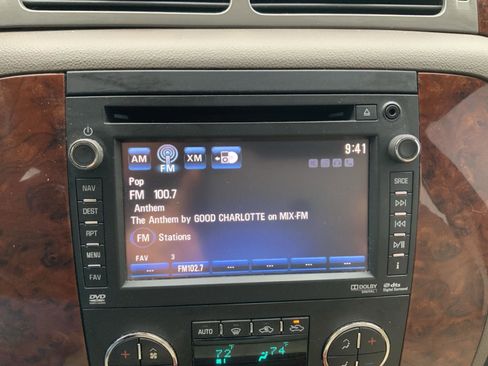 AM FM XM 9:41
Pop
FM 100.7
Anthem
The Anthem by GOOD CHARLOTTE on MIX-FM
FM Stations
FAV 3
... FM102.7 ... ... ... ...
NAV
DEST
RPT
MENU
FAV
SRCE
i
DVD
DOLBY
DIGITAL
dts
Digital Surround
AUTO
72° 74°